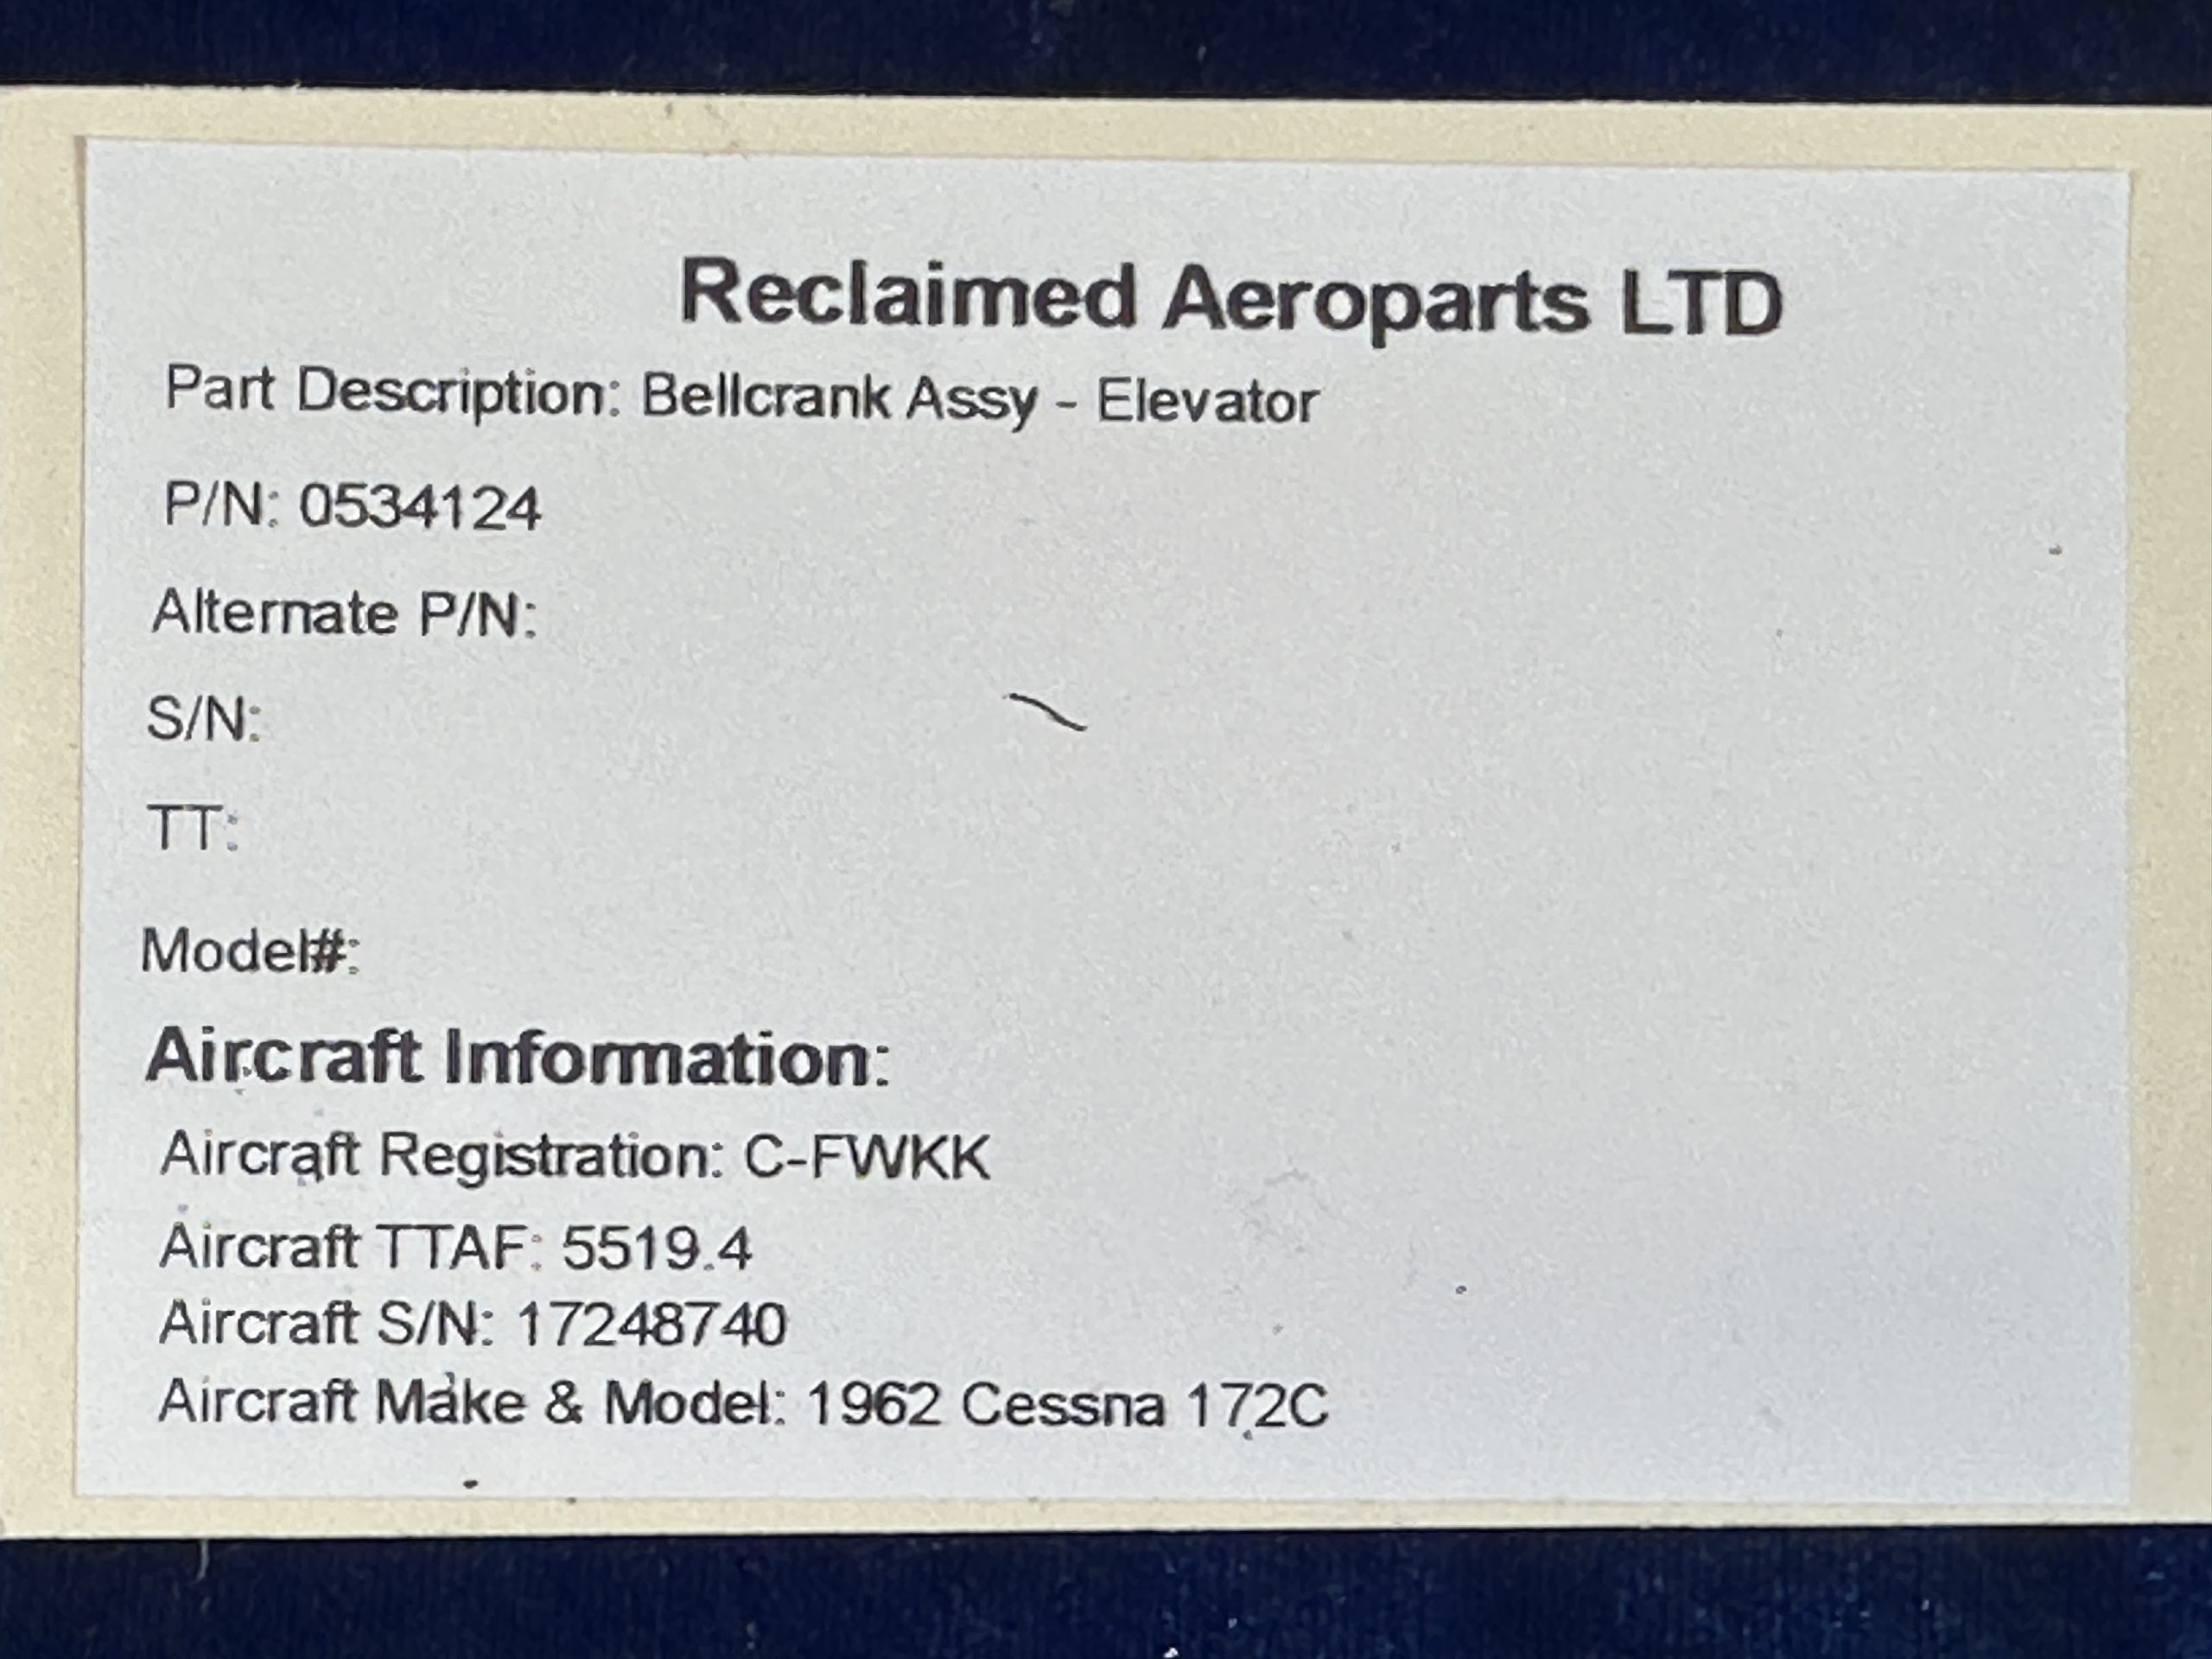 Reclaimed Aeroparts LTD
Part Description: Bellcrank Assy - Elevator
P/N: 0534124
Alternate P/N:
S/N:
TT:
Model#:
Aircraft Information:
Aircraft Registration: C-FWKK
Aircraft TTAF: 5519.4
Aircraft S/N: 17248740
Aircraft Make & Model: 1962 Cessna 172C